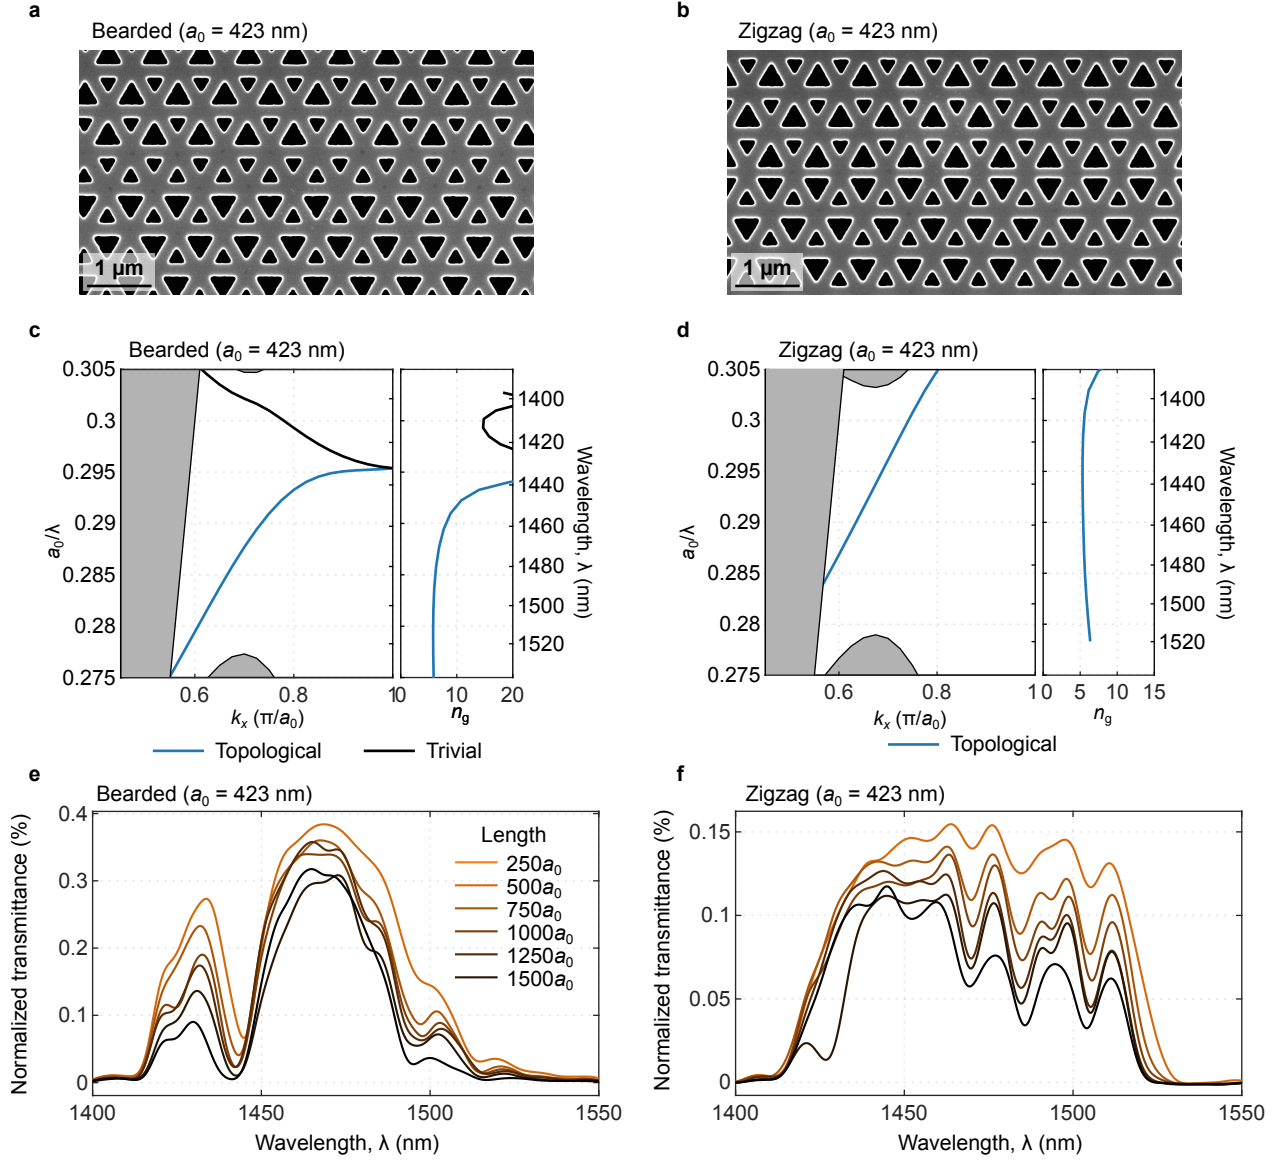 a
Bearded (a₀ = 423 nm)
1 µm
b
Zigzag (a₀ = 423 nm)
1 µm
c
Bearded (a₀ = 423 nm)
0.305
0.3
0.295
0.29
0.285
0.28
0.275
a₀/λ
0.6
0.8
1
kₓ (π/a₀)
0
10
20
n_g
1400
1420
1440
1460
1480
1500
1520
Wavelength, λ (nm)
Topological
Trivial
d
Zigzag (a₀ = 423 nm)
0.305
0.3
0.295
0.29
0.285
0.28
0.275
a₀/λ
0.6
0.8
1
kₓ (π/a₀)
0
5
10
15
n_g
1400
1420
1440
1460
1480
1500
1520
Wavelength, λ (nm)
Topological
e
Bearded (a₀ = 423 nm)
Normalized transmittance (%)
0.4
0.3
0.2
0.1
0
Length
250a₀
500a₀
750a₀
1000a₀
1250a₀
1500a₀
1400
1450
1500
1550
Wavelength, λ (nm)
f
Zigzag (a₀ = 423 nm)
Normalized transmittance (%)
0.15
0.1
0.05
0
1400
1450
1500
1550
Wavelength, λ (nm)